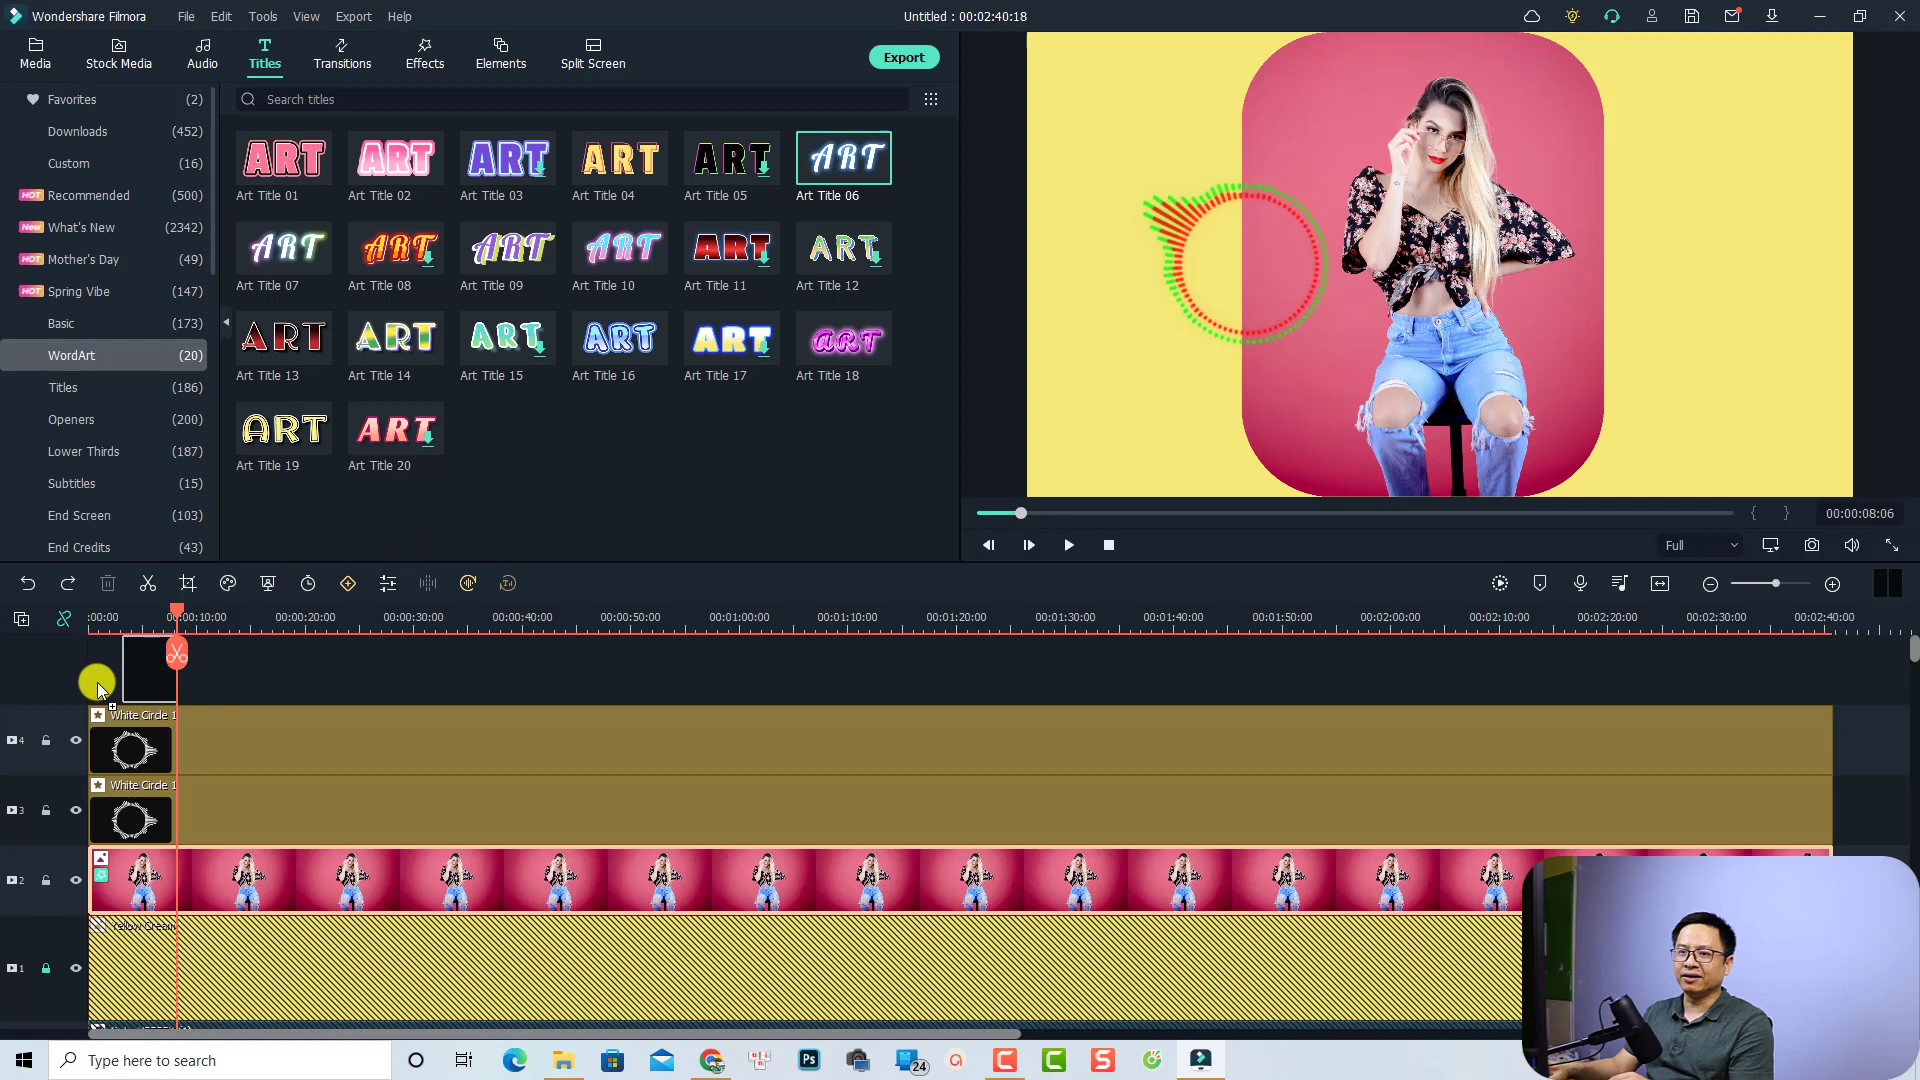 Wondershare Filmora
File Edit Tools View Export Help
Untitled : 00:02:40:18
Media Stock Media Audio Titles Transitions Effects Elements Split Screen
Export
Search titles
Favorites (2)
Downloads (452)
Custom (16)
HOT Recommended (500)
New What's New (2342)
HOT Mother's Day (49)
HOT Spring Vibe (147)
Basic (173)
WordArt (20)
Titles (186)
Openers (200)
Lower Thirds (187)
Subtitles (15)
End Screen (103)
End Credits (43)
ART ART ART ART ART ART
Art Title 01 Art Title 02 Art Title 03 Art Title 04 Art Title 05 Art Title 06
ART ART ART ART ART ART
Art Title 07 Art Title 08 Art Title 09 Art Title 10 Art Title 11 Art Title 12
ART ART ART ART ART ART
Art Title 13 Art Title 14 Art Title 15 Art Title 16 Art Title 17 Art Title 18
ART ART
Art Title 19 Art Title 20
{ } 00:00:08:06
Full
:00:00 00:00:10:00 00:00:20:00 00:00:30:00 00:00:40:00 00:00:50:00 00:01:00:00 00:01:10:00 00:01:20:00 00:01:30:00 00:01:40:00 00:01:50:00 00:02:00:00 00:02:10:00 00:02:20:00 00:02:30:00 00:02:40:00
White Circle 1
4
White Circle 1
3
2
Yellow Cream
1
Type here to search
Ps
24
C
C
S